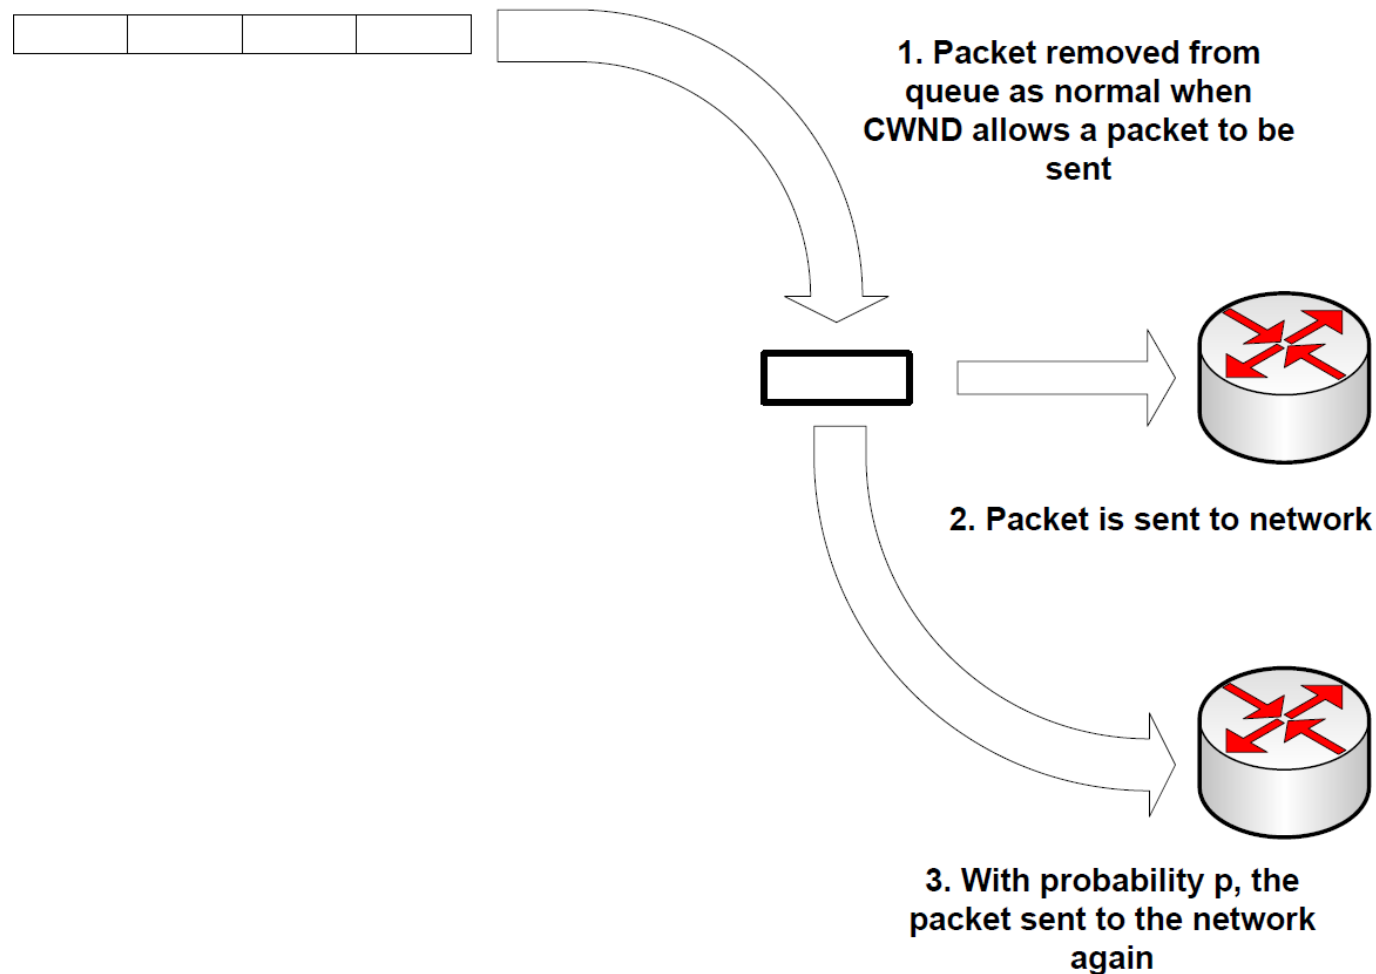 1. Packet removed from
queue as normal when
CWND allows a packet to be
sent
2. Packet is sent to network
3. With probability p, the
packet sent to the network
again